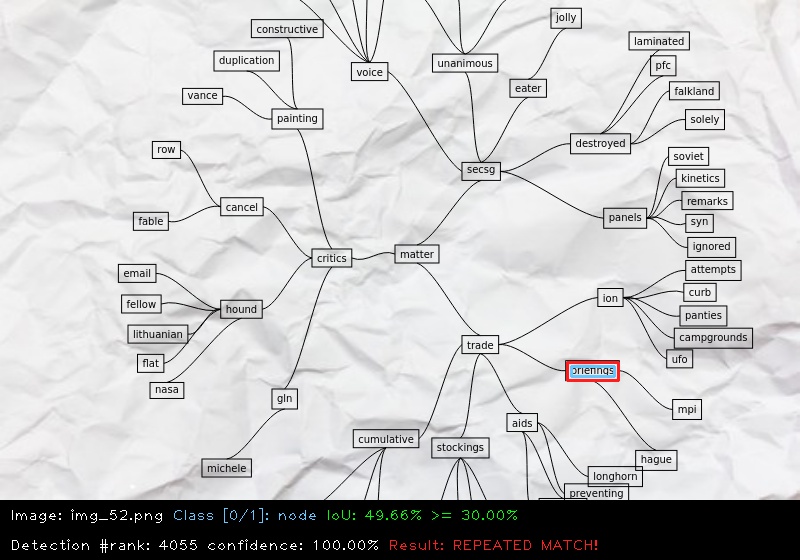 jolly
constructive
laminated
duplication
voice
unanimous
pfc
vance
eater
falkland
painting
solely
row
destroyed
soviet
secsg
kinetics
cancel
remarks
fable
panels
syn
ignored
critics
matter
email
attempts
fellow
hound
ion
curb
lithuanian
panties
campgrounds
flat
trade
ufo
nasa
gln
mpi
aids
cumulative
stockings
hague
michele
longhorn
preventing
Image: img_52.png Class [0/1]: node IoU: 49.66% >= 30.00%
Detection #rank: 4055 confidence: 100.00% Result: REPEATED MATCH!